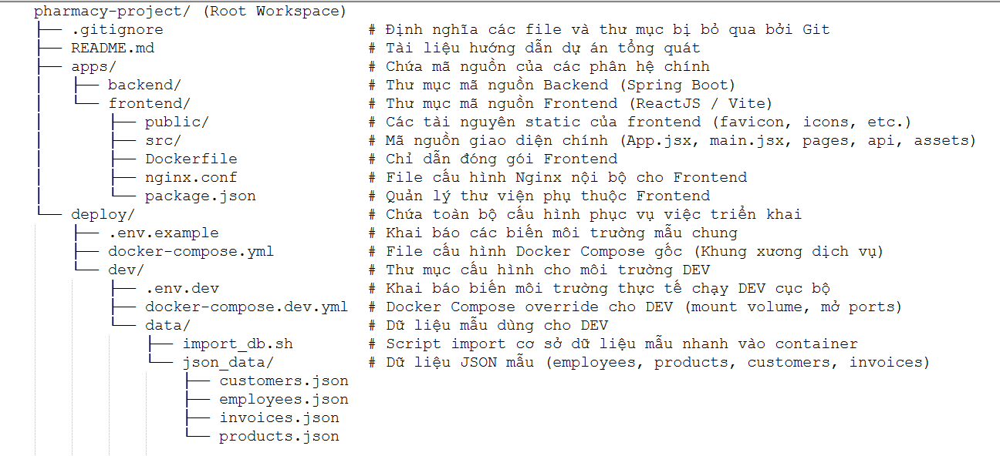 pharmacy-project/ (Root Workspace)
├── .gitignore                      # Định nghĩa các file và thư mục bị bỏ qua bởi Git
├── README.md                       # Tài liệu hướng dẫn dự án tổng quát
├── apps/                           # Chứa mã nguồn của các phân hệ chính
│   ├── backend/                    # Thư mục mã nguồn Backend (Spring Boot)
│   └── frontend/                   # Thư mục mã nguồn Frontend (ReactJS / Vite)
│       ├── public/                 # Các tài nguyên static của frontend (favicon, icons, etc.)
│       ├── src/                    # Mã nguồn giao diện chính (App.jsx, main.jsx, pages, api, assets)
│       ├── Dockerfile              # Chỉ dẫn đóng gói Frontend
│       ├── nginx.conf              # File cấu hình Nginx nội bộ cho Frontend
│       └── package.json            # Quản lý thư viện phụ thuộc Frontend
└── deploy/                         # Chứa toàn bộ cấu hình phục vụ việc triển khai
    ├── .env.example                # Khai báo các biến môi trường mẫu chung
    ├── docker-compose.yml          # File cấu hình Docker Compose gốc (Khung xương dịch vụ)
    └── dev/                        # Thư mục cấu hình cho môi trường DEV
        ├── .env.dev                # Khai báo biến môi trường thực tế chạy DEV cục bộ
        ├── docker-compose.dev.yml  # Docker Compose override cho DEV (mount volume, mở ports)
        └── data/                   # Dữ liệu mẫu dùng cho DEV
            ├── import_db.sh        # Script import cơ sở dữ liệu mẫu nhanh vào container
            └── json_data/          # Dữ liệu JSON mẫu (employees, products, customers, invoices)
                ├── customers.json
                ├── employees.json
                ├── invoices.json
                └── products.json